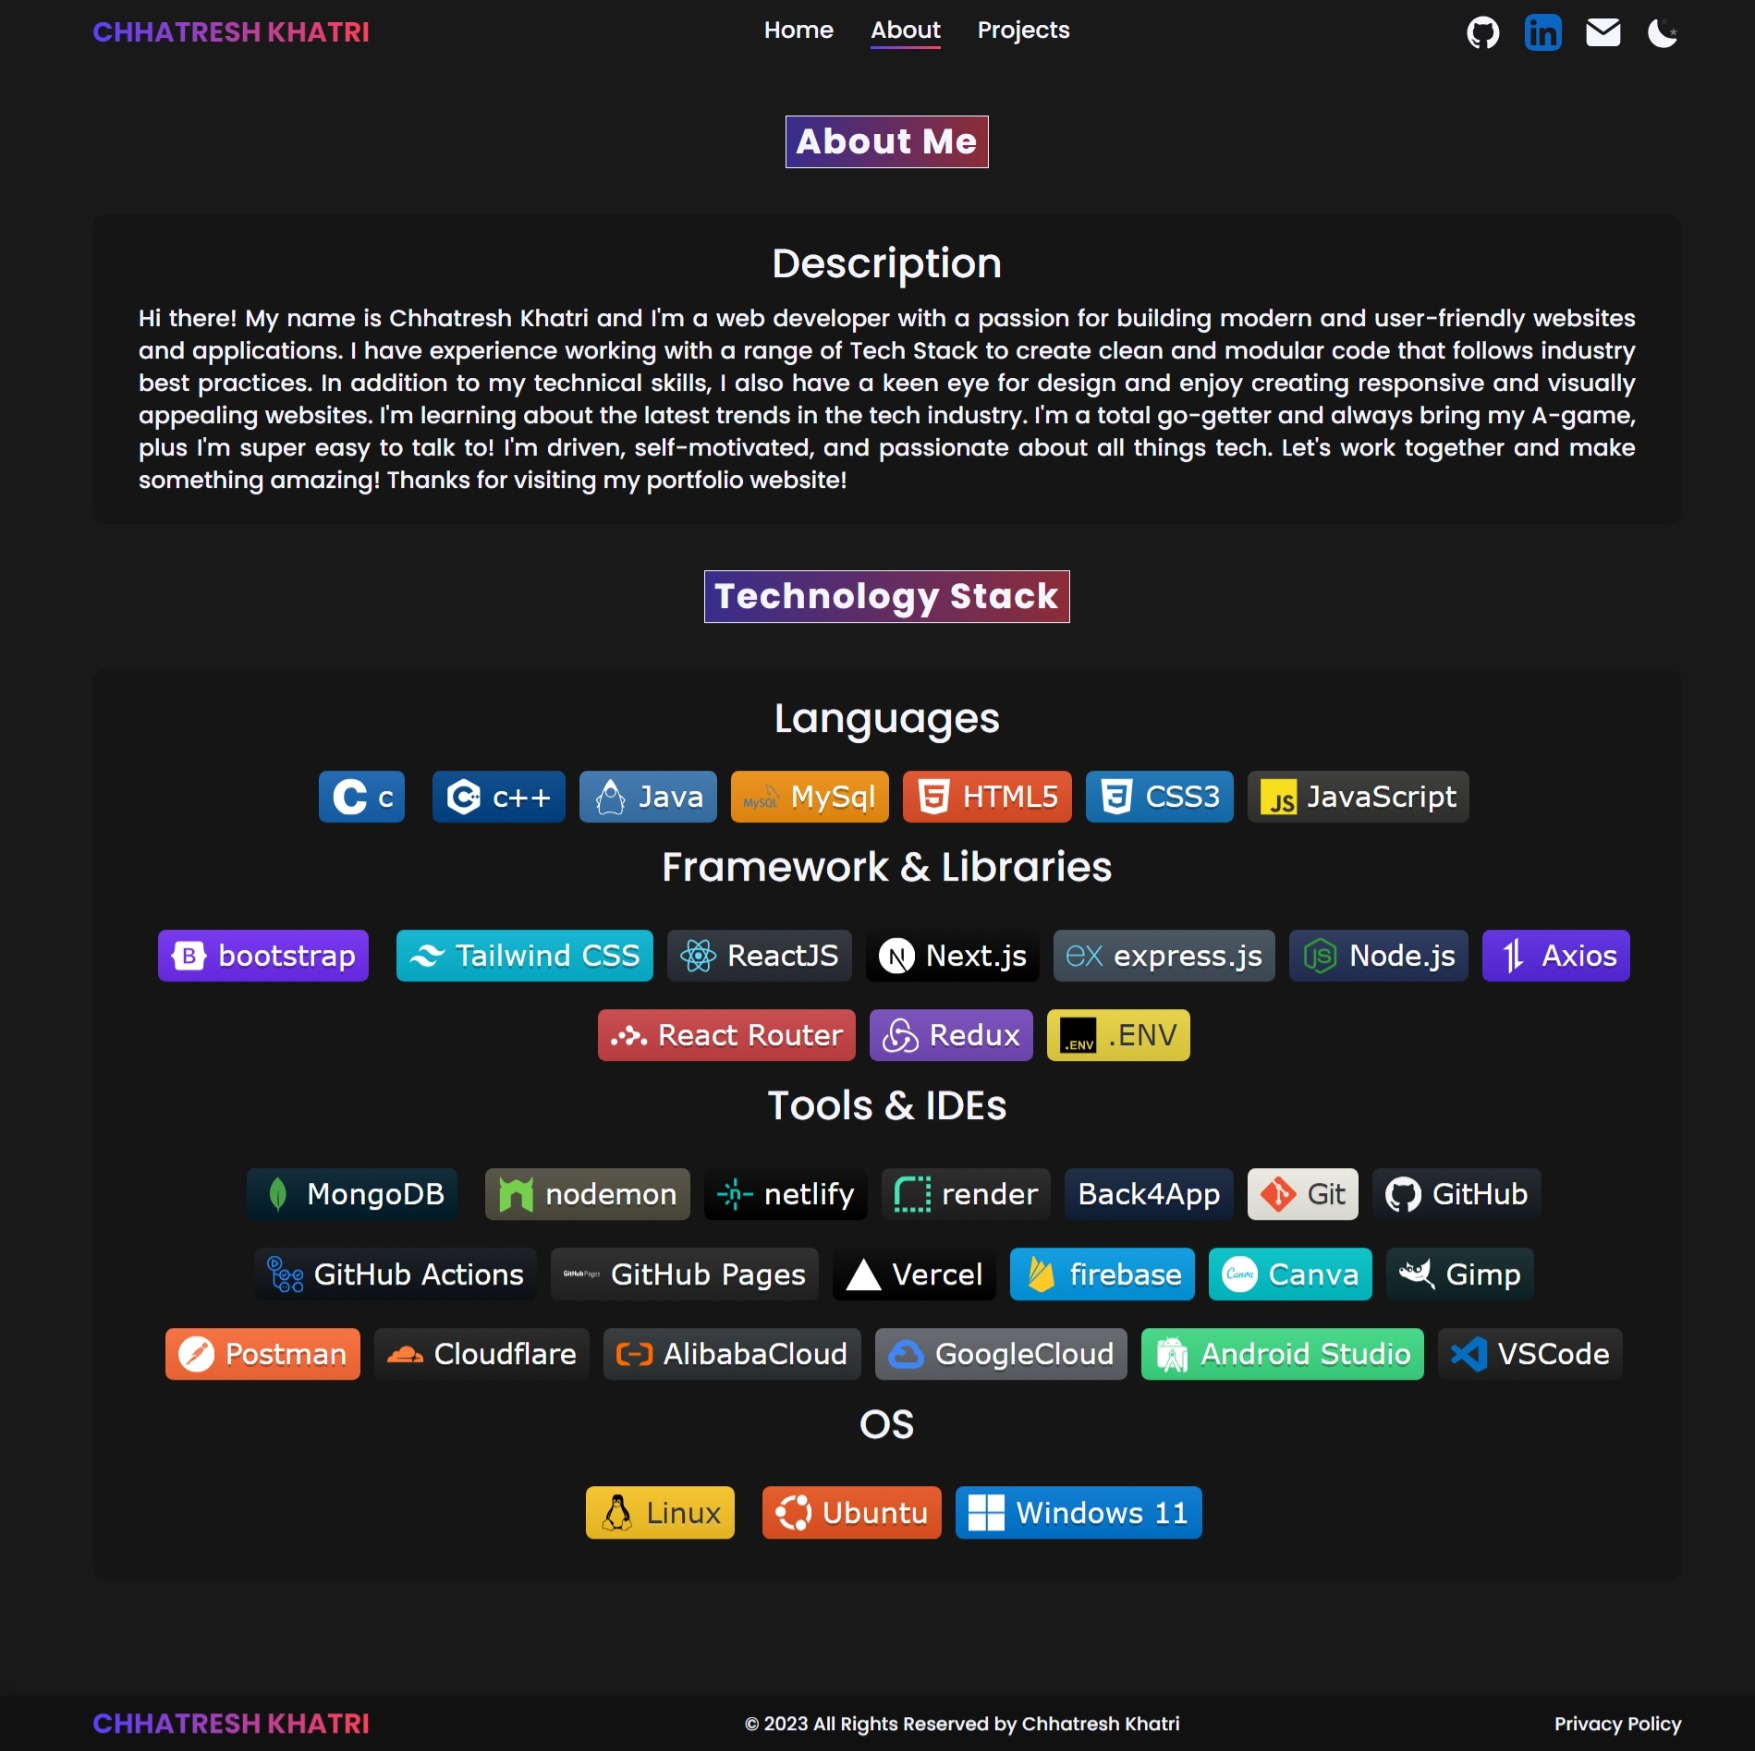 CHHATRESH KHATRI Home About Projects
About Me
Description
Hi there! My name is Chhatresh Khatri and I'm a web developer with a passion for building modern and user-friendly websites
and applications. I have experience working with a range of Tech Stack to create clean and modular code that follows industry
best practices. In addition to my technical skills, I also have a keen eye for design and enjoy creating responsive and visually
appealing websites. I'm learning about the latest trends in the tech industry. I'm a total go-getter and always bring my A-game,
plus I'm super easy to talk to! I'm driven, self-motivated, and passionate about all things tech. Let's work together and make
something amazing! Thanks for visiting my portfolio website!
Technology Stack
Languages
C c C++ Java MySQL MySql 5 HTML5 3 CSS3 JS JavaScript
Framework & Libraries
B bootstrap Tailwind CSS ReactJS N Next.js ex express.js JS Node.js Axios
React Router Redux .ENV .ENV
Tools & IDEs
MongoDB n nodemon n netlify render Back4App Git GitHub
GitHub Actions GitHub Pages GitHub Pages Vercel firebase Canva Canva Gimp
Postman Cloudflare AlibabaCloud GoogleCloud Android Studio VSCode
OS
Linux Ubuntu Windows 11
CHHATRESH KHATRI © 2023 All Rights Reserved by Chhatresh Khatri Privacy Policy